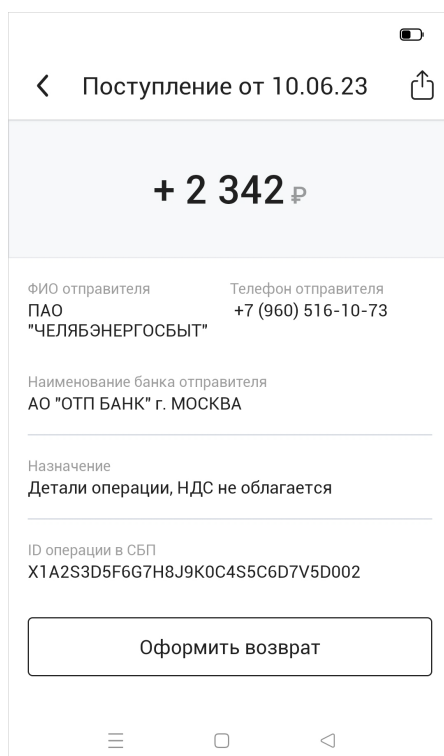 Поступление от 10.06.23
+ 2 342 ₽
ФИО отправителя
Телефон отправителя
ПАО
"ЧЕЛЯБЭНЕРГОСБЫТ"
+7 (960) 516-10-73
Наименование банка отправителя
АО "ОТП БАНК" г. МОСКВА
Назначение
Детали операции, НДС не облагается
ID операции в СБП
X1A2S3D5F6G7H8J9K0C4S5C6D7V5D002
Оформить возврат